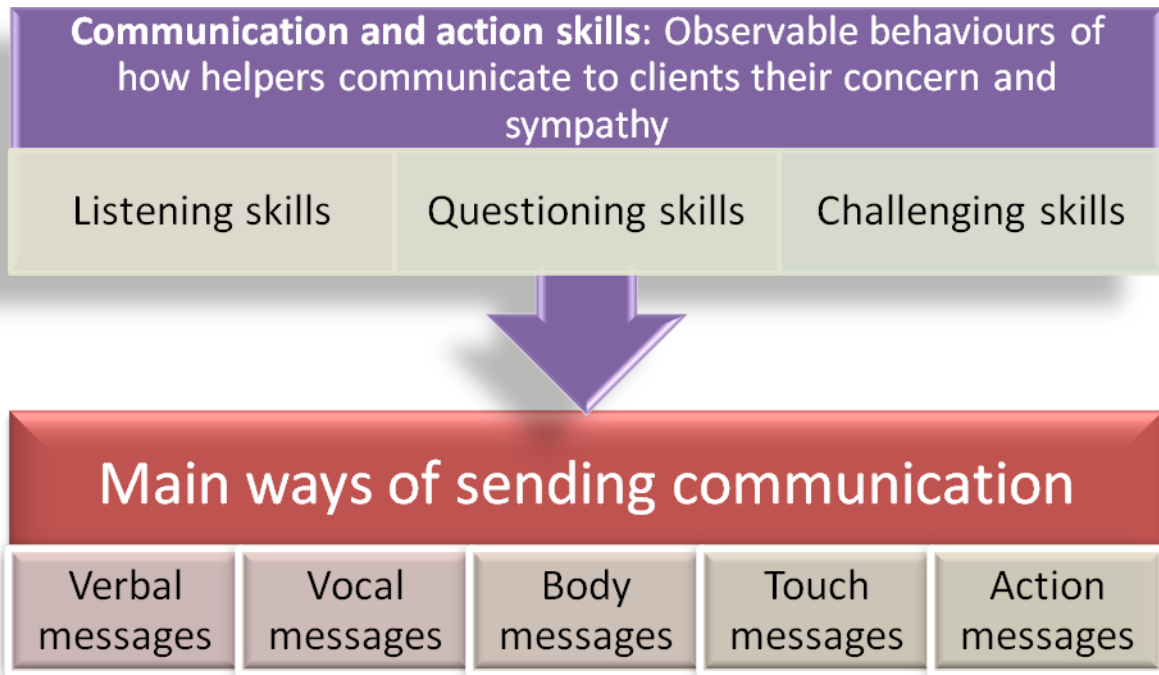 Communication and action skills: Observable behaviours of
how helpers communicate to clients their concern and
sympathy
Listening skills
Questioning skills
Challenging skills
Main ways of sending communication
Verbal
messages
Vocal
messages
Body
messages
Touch
messages
Action
messages